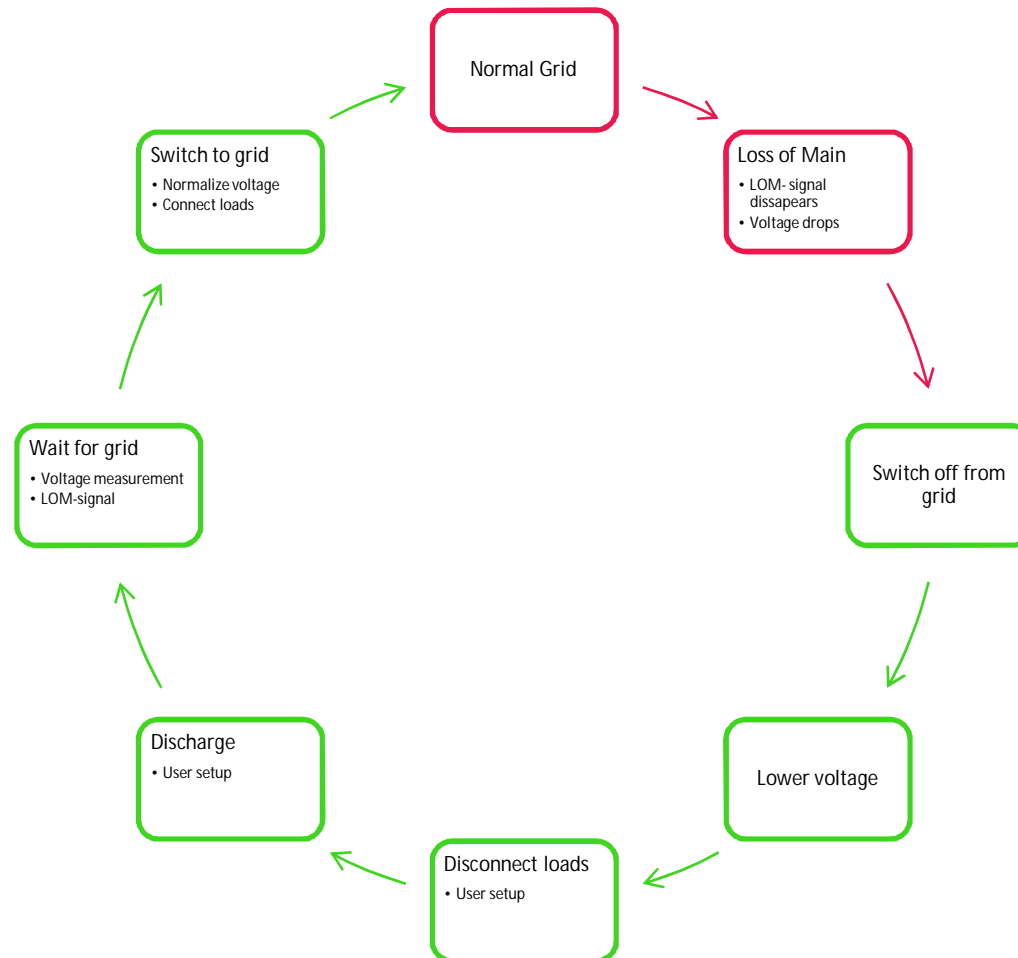 Normal Grid
Loss of Main
• LOM- signal
dissapears
• Voltage drops
Switch off from
grid
Lower voltage
Disconnect loads
• User setup
Discharge
• User setup
Wait for grid
• Voltage measurement
• LOM-signal
Switch to grid
• Normalize voltage
• Connect loads